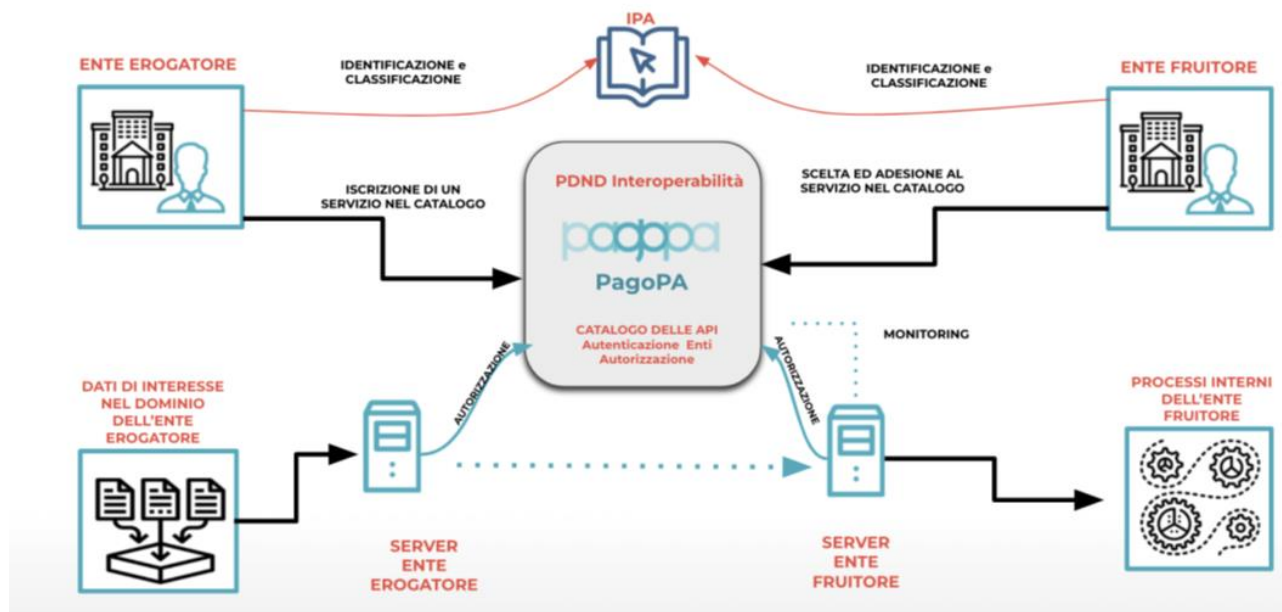 IPA
ENTE EROGATORE
IDENTIFICAZIONE e
CLASSIFICAZIONE
IDENTIFICAZIONE e
CLASSIFICAZIONE
ENTE FRUITORE
PDND Interoperabilità
pagopa
PagoPA
CATALOGO DELLE API
Autenticazione Enti
Autorizzazione
ISCRIZIONE DI UN
SERVIZIO NEL CATALOGO
SCELTA ED ADESIONE AL
SERVIZIO NEL CATALOGO
AUTORIZZAZIONE
AUTORIZZAZIONE
MONITORING
DATI DI INTERESSE
NEL DOMINIO
DELL'ENTE
EROGATORE
SERVER
ENTE
EROGATORE
SERVER
ENTE
FRUITORE
PROCESSI INTERNI
DELL'ENTE
FRUITORE